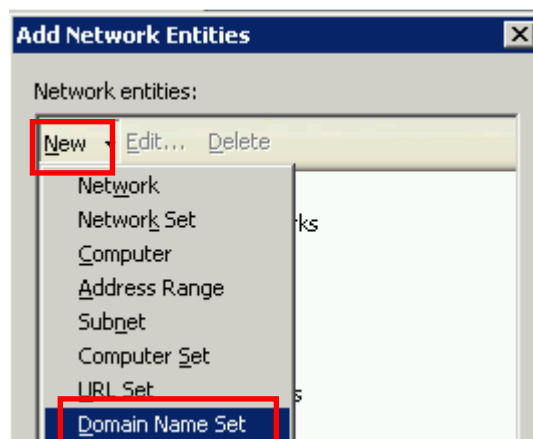 Add Network Entities
Network entities:
New Edit... Delete
Network
Network Set
rks
Computer
Address Range
Subnet
Computer Set
URL Set
s
Domain Name Set